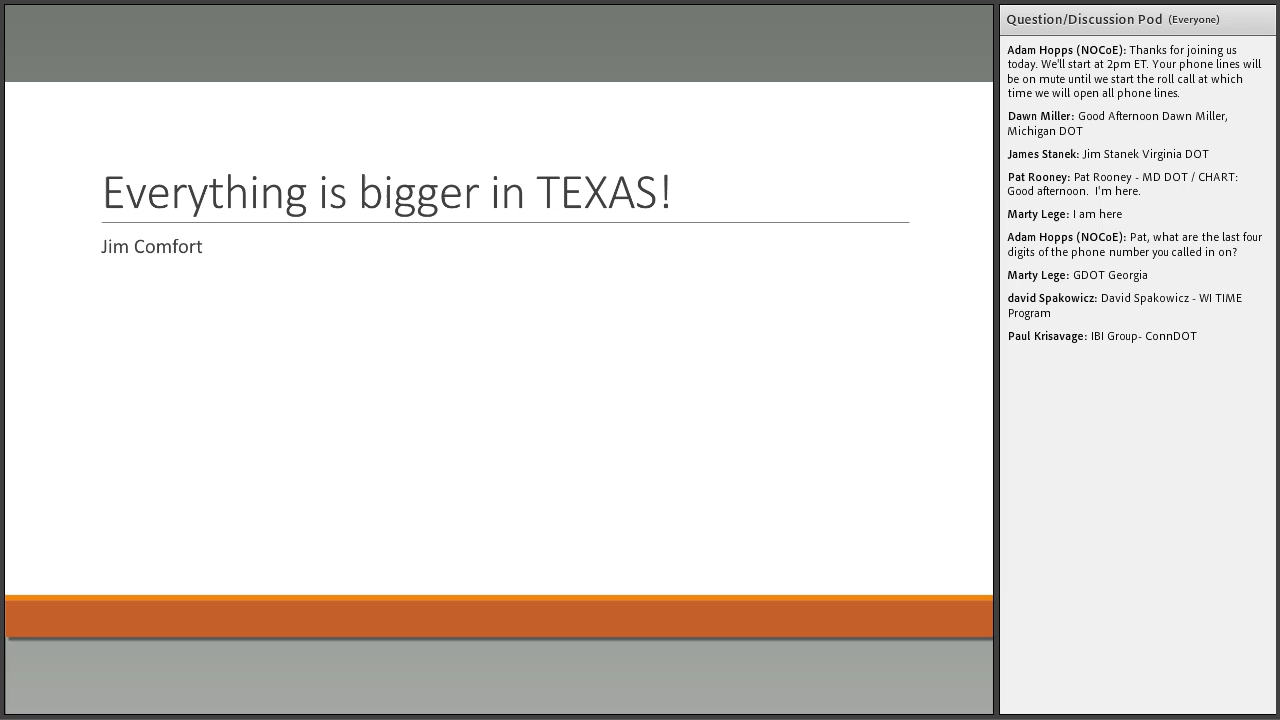 Everything is bigger in TEXAS!
Jim Comfort
Question/Discussion Pod (Everyone)
Adam Hopps (NOCoE): Thanks for joining us
today. We'll start at 2pm ET. Your phone lines will
be on mute until we start the roll call at which
time we will open all phone lines.
Dawn Miller: Good Afternoon Dawn Miller,
Michigan DOT
James Stanek: Jim Stanek Virginia DOT
Pat Rooney: Pat Rooney - MD DOT / CHART:
Good afternoon. I'm here.
Marty Lege: I am here
Adam Hopps (NOCoE): Pat, what are the last four
digits of the phone number you called in on?
Marty Lege: GDOT Georgia
david Spakowicz: David Spakowicz - WI TIME
Program
Paul Krisavage: IBI Group- ConnDOT